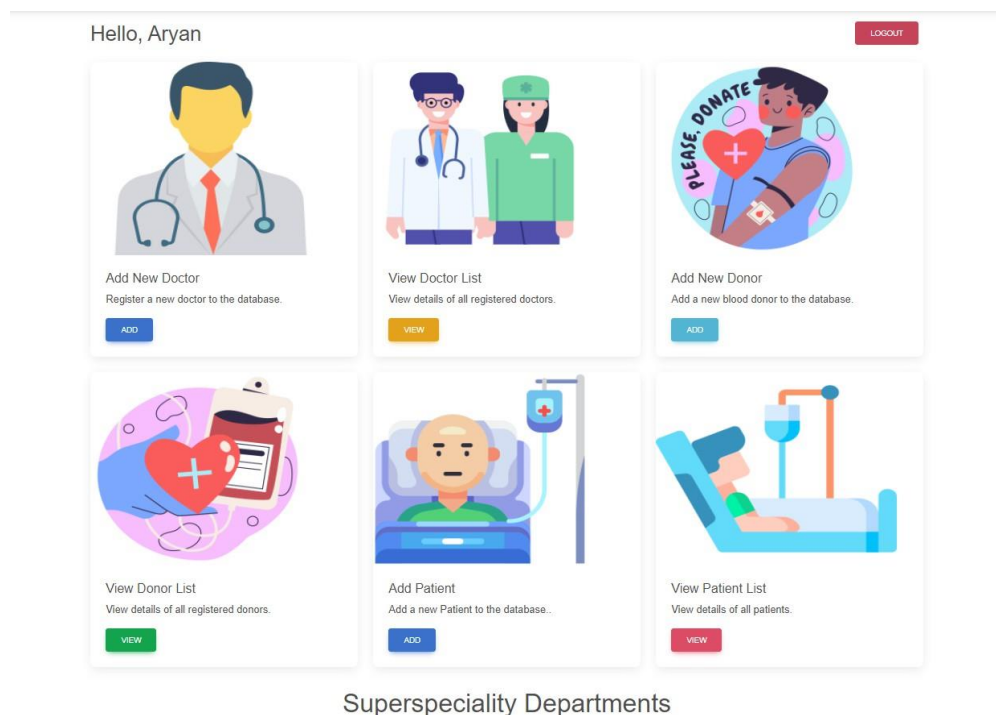 Hello, Aryan
LOGOUT
PLEASE, DONATE
Add New Doctor
Register a new doctor to the database.
ADD
View Doctor List
View details of all registered doctors.
VIEW
Add New Donor
Add a new blood donor to the database.
ADD
View Donor List
View details of all registered donors.
VIEW
Add Patient
Add a new Patient to the database..
ADD
View Patient List
View details of all patients.
VIEW
Superspeciality Departments